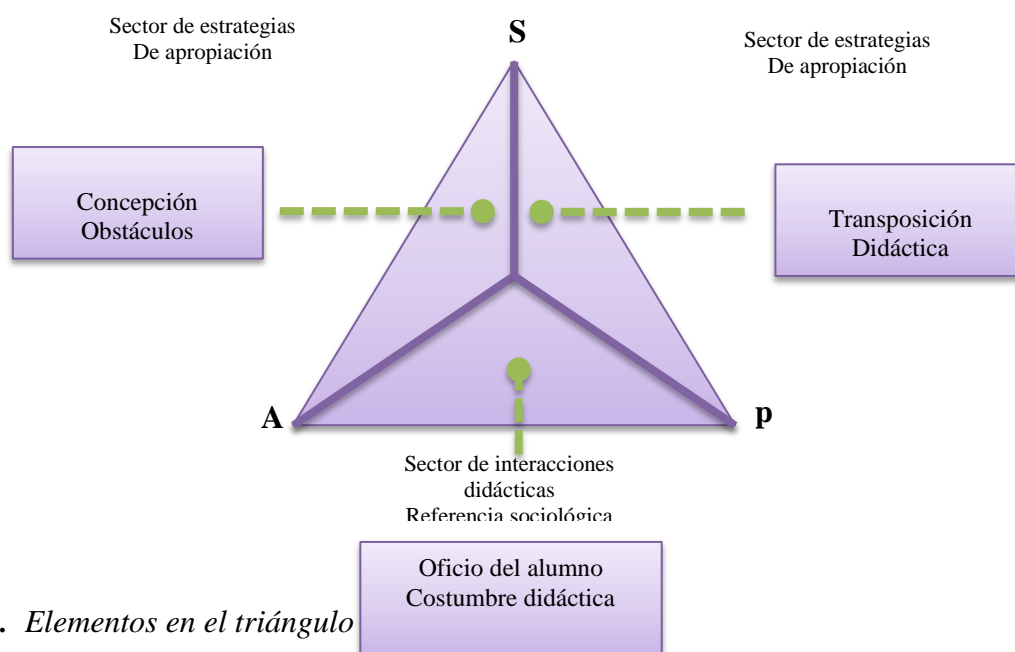 Sector de estrategias
De apropiación
S
Sector de estrategias
De apropiación
Concepción
Obstáculos
Transposición
Didáctica
A
p
Sector de interacciones
didácticas
Referencia sociológica
Oficio del alumno
Costumbre didáctica
. Elementos en el triángulo